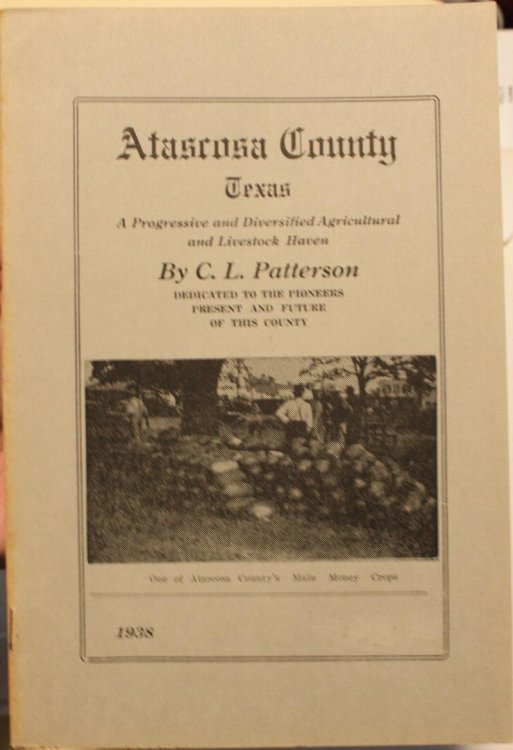 Atascosa County
Texas
A Progressive and Diversified Agricultural
and Livestock Haven
By C. L. Patterson
DEDICATED TO THE PIONEERS
PRESENT AND FUTURE
OF THIS COUNTY
One of Atascosa County's Main Money Crops
1938